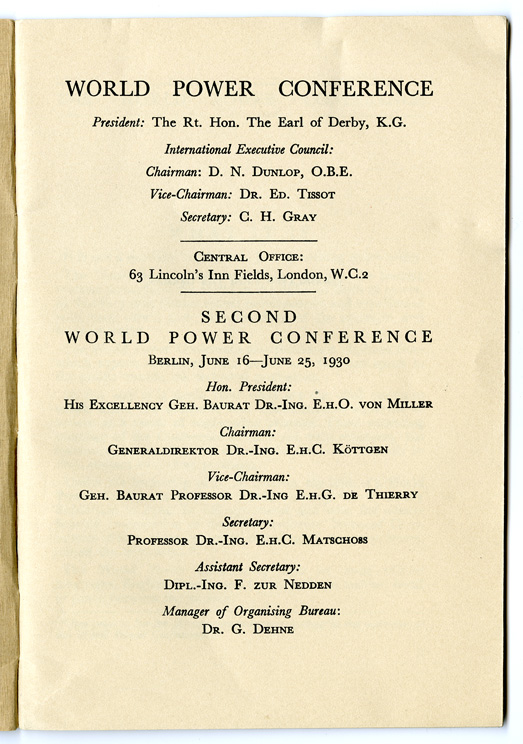 WORLD POWER CONFERENCE
President: The Rt. Hon. The Earl of Derby, K.G.
International Executive Council:
Chairman: D. N. Dunlop, O.B.E.
Vice-Chairman: Dr. Ed. Tissot
Secretary: C. H. Gray
Central Office:
63 Lincoln's Inn Fields, London, W.C.2
SECOND
WORLD POWER CONFERENCE
Berlin, June 16—June 25, 1930
Hon. President:
His Excellency Geh. Baurat Dr.-Ing. E.h.O. von Miller
Chairman:
Generaldirektor Dr.-Ing. E.h.C. Köttgen
Vice-Chairman:
Geh. Baurat Professor Dr.-Ing E.h.G. de Thierry
Secretary:
Professor Dr.-Ing. E.h.C. Matschoss
Assistant Secretary:
Dipl.-Ing. F. zur Nedden
Manager of Organising Bureau:
Dr. G. Dehne